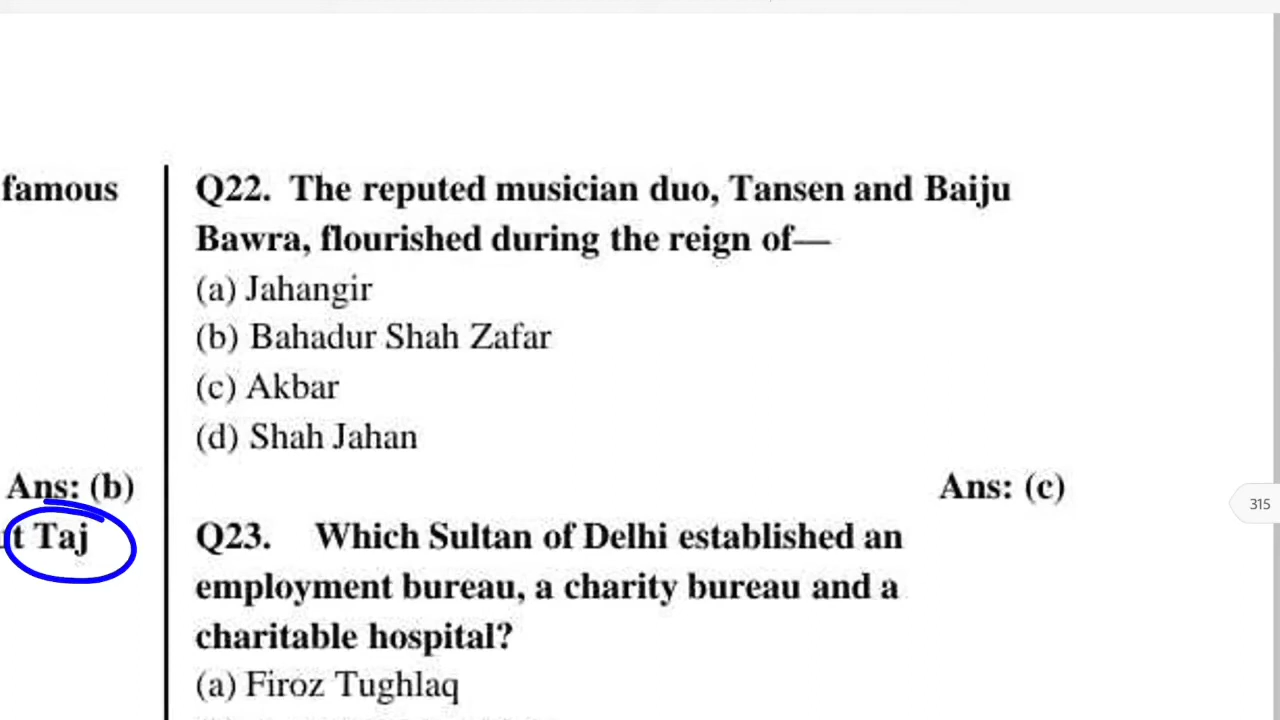 famous
Ans: (b)
t Taj
Q22. The reputed musician duo, Tansen and Baiju
Bawra, flourished during the reign of—
(a) Jahangir
(b) Bahadur Shah Zafar
(c) Akbar
(d) Shah Jahan
Ans: (c)
Q23. Which Sultan of Delhi established an
employment bureau, a charity bureau and a
charitable hospital?
(a) Firoz Tughlaq
315